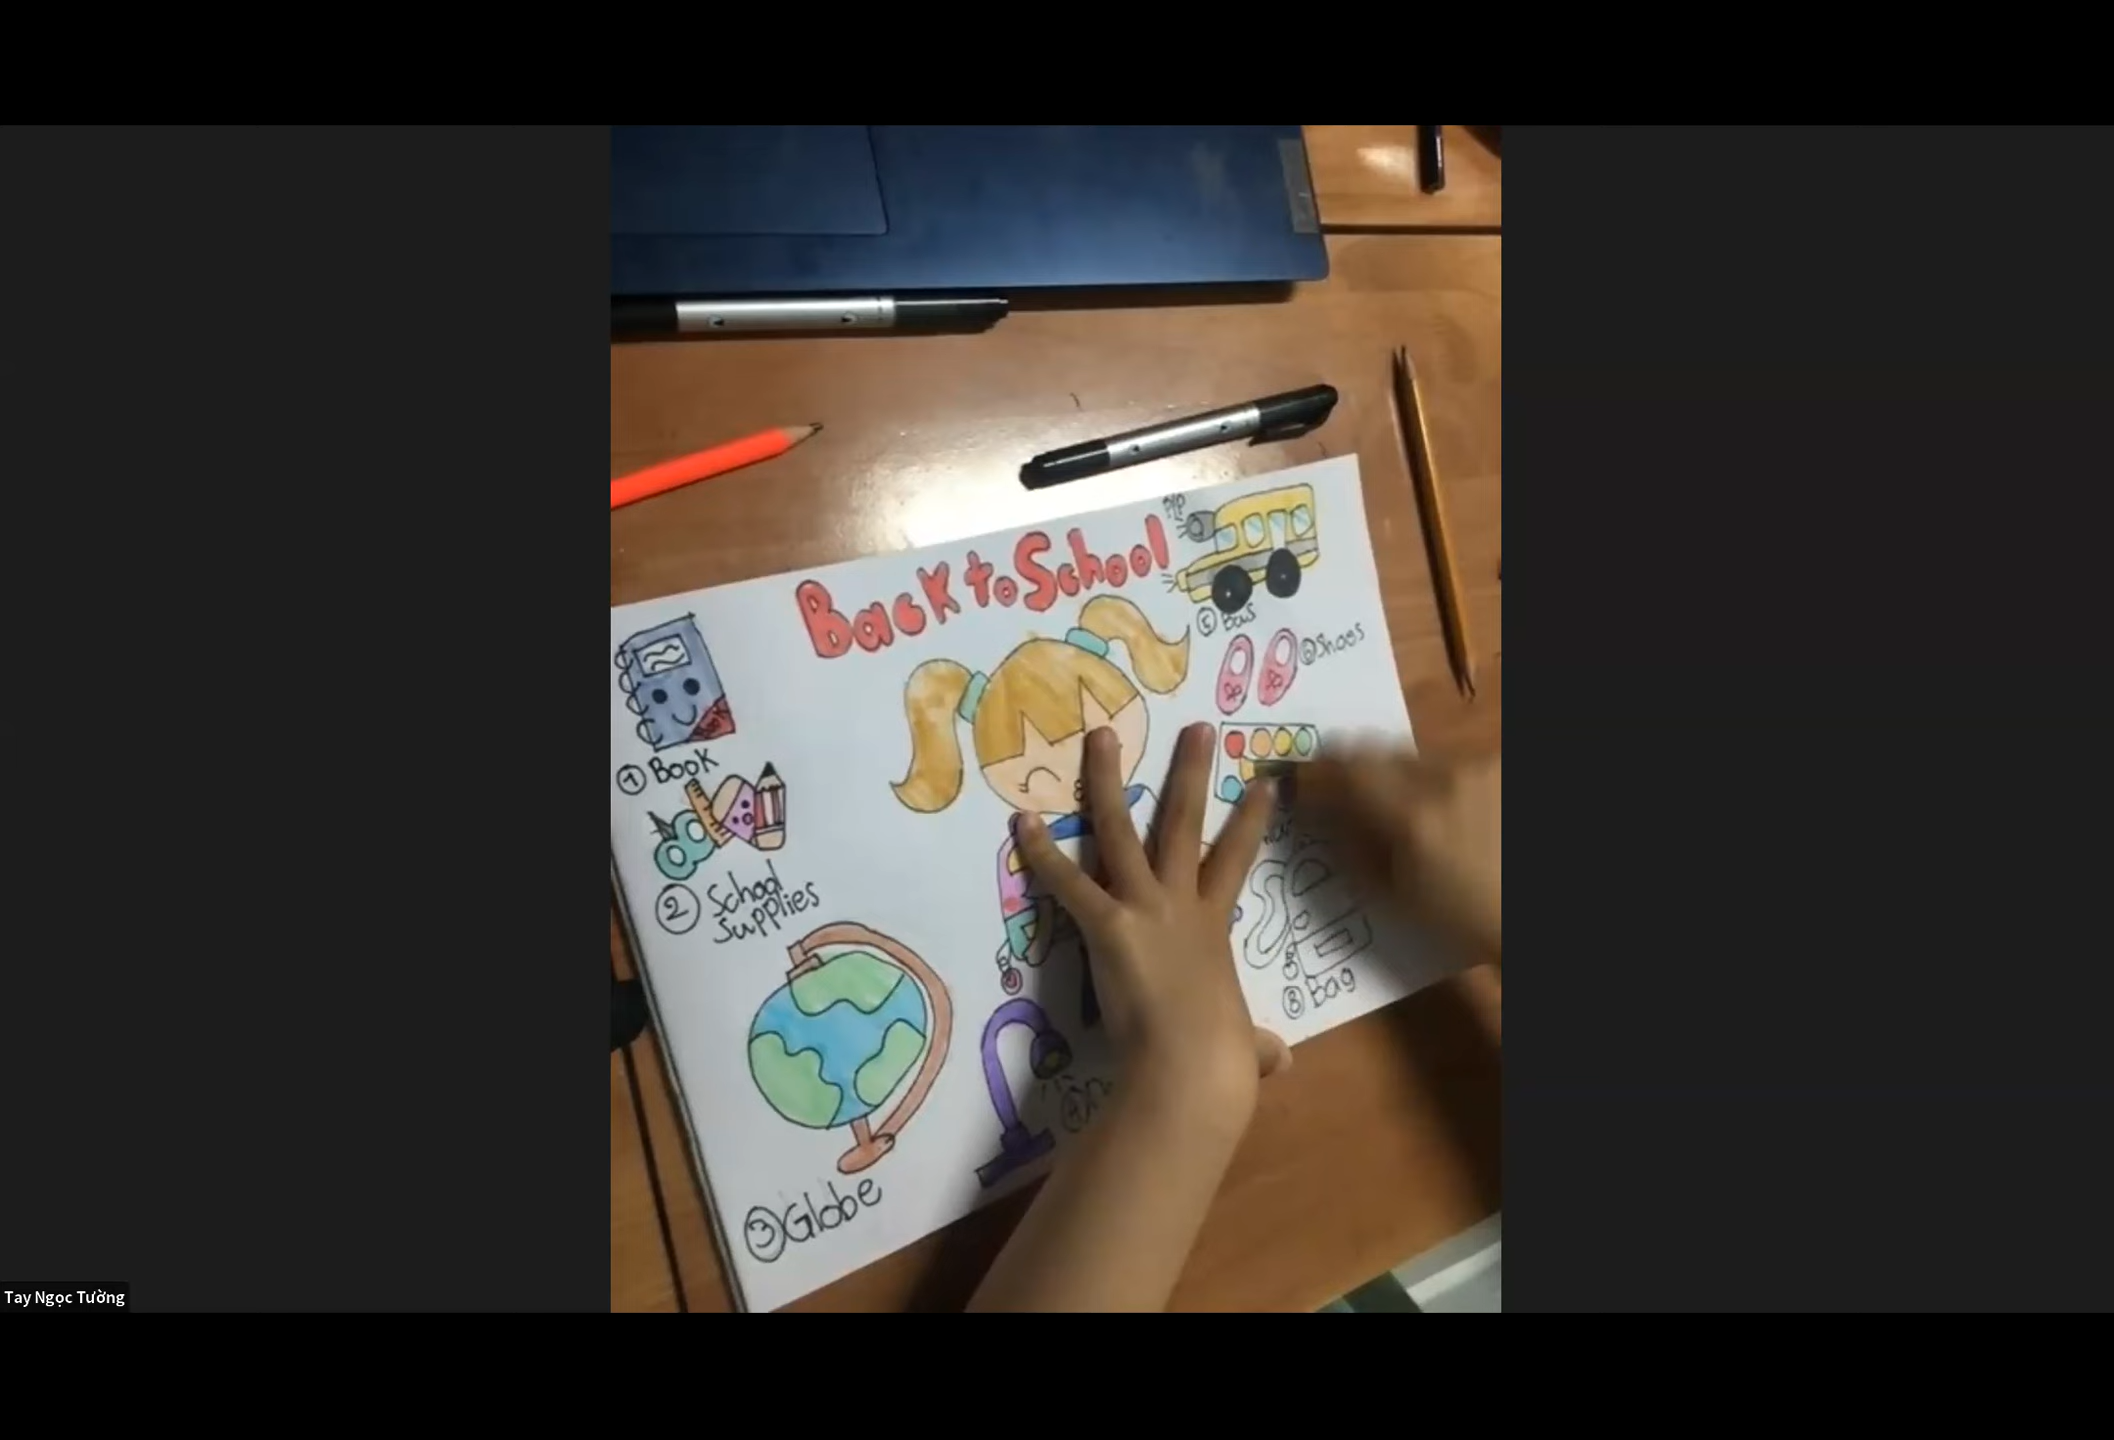 Back to School
PIP
① Book
② School
Supplies
③ Globe
⑤ Bus
⑥ Shoes
⑧ Bag
Tay Ngọc Tường